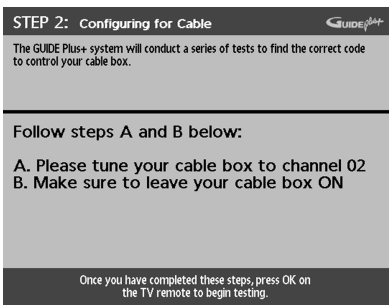 STEP 2: Configuring for Cable
GUIDE Plus+
The GUIDE Plus+ system will conduct a series of tests to find the correct code
to control your cable box.
Follow steps A and B below:
A. Please tune your cable box to channel 02
B. Make sure to leave your cable box ON
Once you have completed these steps, press OK on
the TV remote to begin testing.